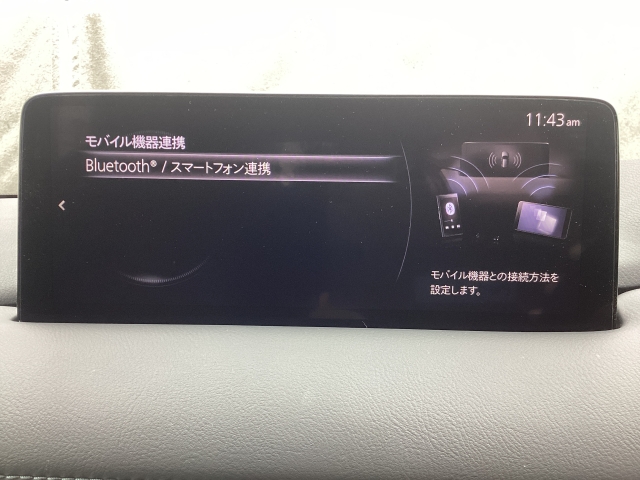 11:43am
モバイル機器連携
Bluetooth® / スマートフォン連携
モバイル機器との接続方法を
設定します。